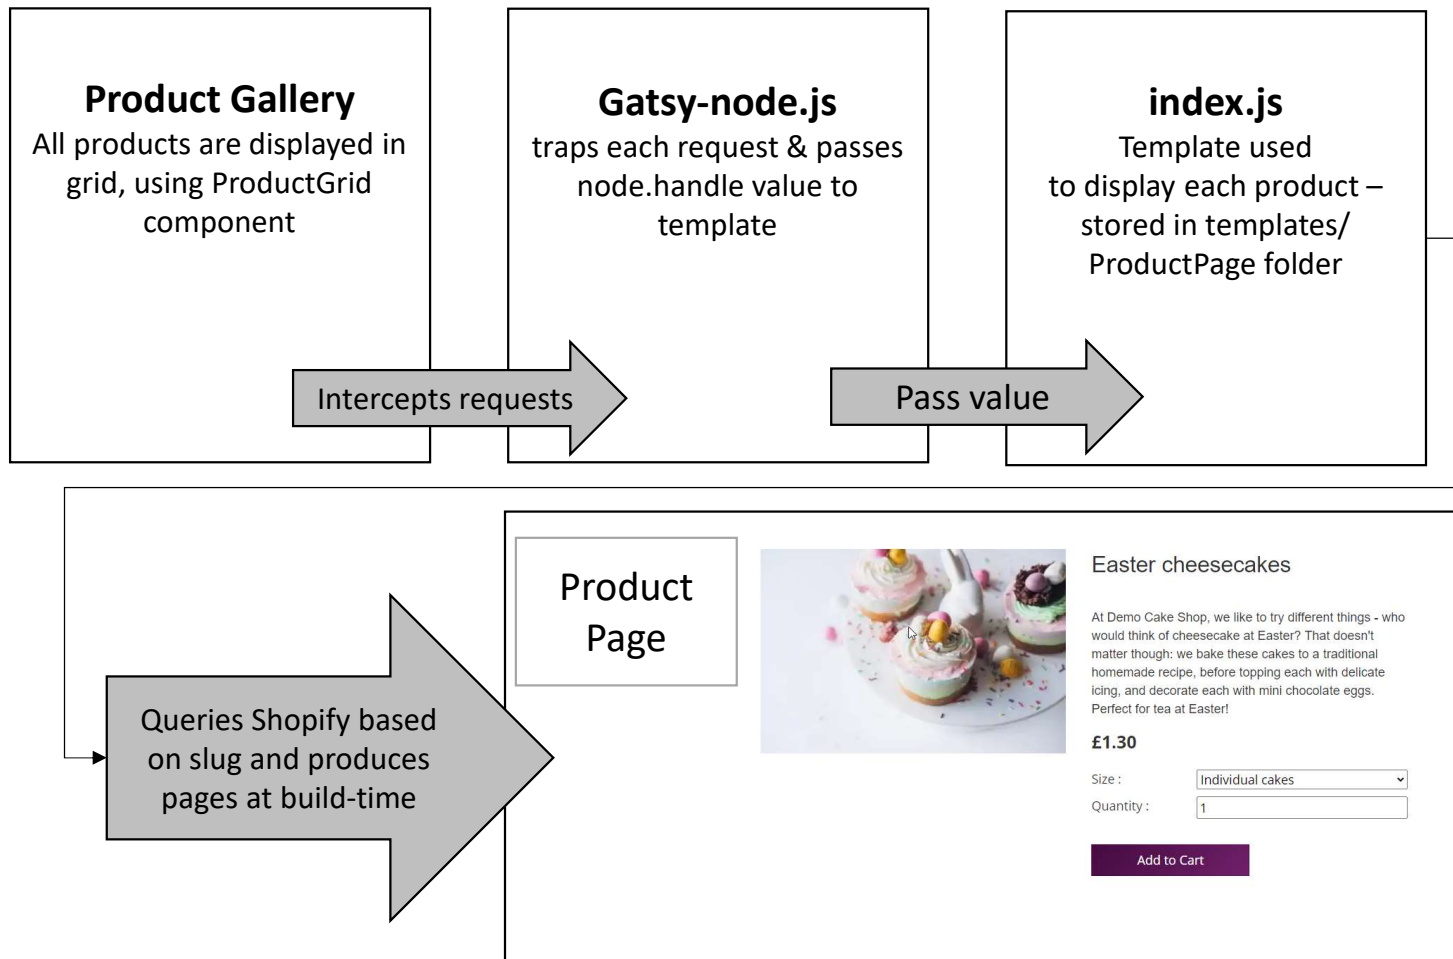 Product Gallery
All products are displayed in
grid, using ProductGrid
component
Intercepts requests
Gatsy-node.js
traps each request & passes
node.handle value to
template
Pass value
index.js
Template used
to display each product –
stored in templates/
ProductPage folder
Queries Shopify based
on slug and produces
pages at build-time
Product
Page
Easter cheesecakes
At Demo Cake Shop, we like to try different things - who
would think of cheesecake at Easter? That doesn't
matter though: we bake these cakes to a traditional
homemade recipe, before topping each with delicate
icing, and decorate each with mini chocolate eggs.
Perfect for tea at Easter!
£1.30
Size : Individual cakes
Quantity : 1
Add to Cart